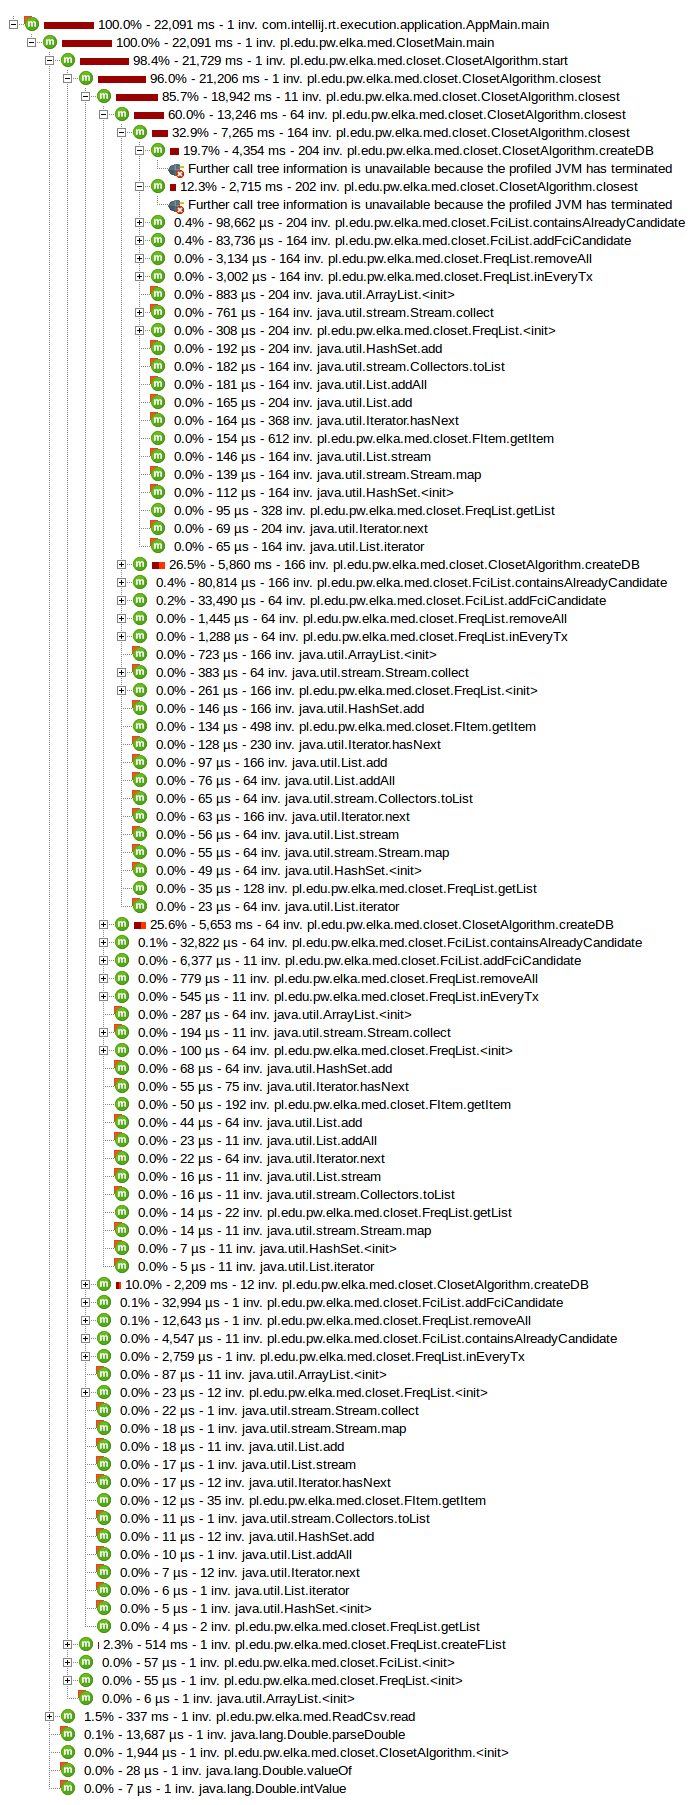 100.0% - 22,091 ms - 1 inv. com.intellij.rt.execution.application.AppMain.main
100.0% - 22,091 ms - 1 inv. pl.edu.pw.elka.med.ClosetMain.main
98.4% - 21,729 ms - 1 inv. pl.edu.pw.elka.med.closet.ClosetAlgorithm.start
96.0% - 21,206 ms - 1 inv. pl.edu.pw.elka.med.closet.ClosetAlgorithm.closest
85.7% - 18,942 ms - 11 inv. pl.edu.pw.elka.med.closet.ClosetAlgorithm.closest
60.0% - 13,246 ms - 64 inv. pl.edu.pw.elka.med.closet.ClosetAlgorithm.closest
32.9% - 7,265 ms - 164 inv. pl.edu.pw.elka.med.closet.ClosetAlgorithm.closest
19.7% - 4,354 ms - 204 inv. pl.edu.pw.elka.med.closet.ClosetAlgorithm.createDB
Further call tree information is unavailable because the profiled JVM has terminated
12.3% - 2,715 ms - 202 inv. pl.edu.pw.elka.med.closet.ClosetAlgorithm.closest
Further call tree information is unavailable because the profiled JVM has terminated
0.4% - 98,662 µs - 204 inv. pl.edu.pw.elka.med.closet.FciList.containsAlreadyCandidate
0.4% - 83,736 µs - 164 inv. pl.edu.pw.elka.med.closet.FciList.addFciCandidate
0.0% - 3,134 µs - 164 inv. pl.edu.pw.elka.med.closet.FreqList.removeAll
0.0% - 3,002 µs - 164 inv. pl.edu.pw.elka.med.closet.FreqList.inEveryTx
0.0% - 883 µs - 204 inv. java.util.ArrayList.<init>
0.0% - 761 µs - 164 inv. java.util.stream.Stream.collect
0.0% - 308 µs - 204 inv. pl.edu.pw.elka.med.closet.FreqList.<init>
0.0% - 192 µs - 204 inv. java.util.HashSet.add
0.0% - 182 µs - 164 inv. java.util.stream.Collectors.toList
0.0% - 181 µs - 164 inv. java.util.List.addAll
0.0% - 165 µs - 204 inv. java.util.List.add
0.0% - 164 µs - 368 inv. java.util.Iterator.hasNext
0.0% - 154 µs - 612 inv. pl.edu.pw.elka.med.closet.FItem.getItem
0.0% - 146 µs - 164 inv. java.util.List.stream
0.0% - 139 µs - 164 inv. java.util.stream.Stream.map
0.0% - 112 µs - 164 inv. java.util.HashSet.<init>
0.0% - 95 µs - 328 inv. pl.edu.pw.elka.med.closet.FreqList.getList
0.0% - 69 µs - 204 inv. java.util.Iterator.next
0.0% - 65 µs - 164 inv. java.util.List.iterator
26.5% - 5,860 ms - 166 inv. pl.edu.pw.elka.med.closet.ClosetAlgorithm.createDB
0.4% - 80,814 µs - 166 inv. pl.edu.pw.elka.med.closet.FciList.containsAlreadyCandidate
0.2% - 33,490 µs - 64 inv. pl.edu.pw.elka.med.closet.FciList.addFciCandidate
0.0% - 1,445 µs - 64 inv. pl.edu.pw.elka.med.closet.FreqList.removeAll
0.0% - 1,288 µs - 64 inv. pl.edu.pw.elka.med.closet.FreqList.inEveryTx
0.0% - 723 µs - 166 inv. java.util.ArrayList.<init>
0.0% - 383 µs - 64 inv. java.util.stream.Stream.collect
0.0% - 261 µs - 166 inv. pl.edu.pw.elka.med.closet.FreqList.<init>
0.0% - 146 µs - 166 inv. java.util.HashSet.add
0.0% - 134 µs - 498 inv. pl.edu.pw.elka.med.closet.FItem.getItem
0.0% - 128 µs - 230 inv. java.util.Iterator.hasNext
0.0% - 97 µs - 166 inv. java.util.List.add
0.0% - 76 µs - 64 inv. java.util.List.addAll
0.0% - 65 µs - 64 inv. java.util.stream.Collectors.toList
0.0% - 63 µs - 166 inv. java.util.Iterator.next
0.0% - 56 µs - 64 inv. java.util.List.stream
0.0% - 55 µs - 64 inv. java.util.stream.Stream.map
0.0% - 49 µs - 64 inv. java.util.HashSet.<init>
0.0% - 35 µs - 128 inv. pl.edu.pw.elka.med.closet.FreqList.getList
0.0% - 23 µs - 64 inv. java.util.List.iterator
25.6% - 5,653 ms - 64 inv. pl.edu.pw.elka.med.closet.ClosetAlgorithm.createDB
0.1% - 32,822 µs - 64 inv. pl.edu.pw.elka.med.closet.FciList.containsAlreadyCandidate
0.0% - 6,377 µs - 11 inv. pl.edu.pw.elka.med.closet.FciList.addFciCandidate
0.0% - 779 µs - 11 inv. pl.edu.pw.elka.med.closet.FreqList.removeAll
0.0% - 545 µs - 11 inv. pl.edu.pw.elka.med.closet.FreqList.inEveryTx
0.0% - 287 µs - 64 inv. java.util.ArrayList.<init>
0.0% - 194 µs - 11 inv. java.util.stream.Stream.collect
0.0% - 100 µs - 64 inv. pl.edu.pw.elka.med.closet.FreqList.<init>
0.0% - 68 µs - 64 inv. java.util.HashSet.add
0.0% - 55 µs - 75 inv. java.util.Iterator.hasNext
0.0% - 50 µs - 192 inv. pl.edu.pw.elka.med.closet.FItem.getItem
0.0% - 44 µs - 64 inv. java.util.List.add
0.0% - 23 µs - 11 inv. java.util.List.addAll
0.0% - 22 µs - 64 inv. java.util.Iterator.next
0.0% - 16 µs - 11 inv. java.util.List.stream
0.0% - 16 µs - 11 inv. java.util.stream.Collectors.toList
0.0% - 14 µs - 22 inv. pl.edu.pw.elka.med.closet.FreqList.getList
0.0% - 14 µs - 11 inv. java.util.stream.Stream.map
0.0% - 7 µs - 11 inv. java.util.HashSet.<init>
0.0% - 5 µs - 11 inv. java.util.List.iterator
10.0% - 2,209 ms - 12 inv. pl.edu.pw.elka.med.closet.ClosetAlgorithm.createDB
0.1% - 32,994 µs - 1 inv. pl.edu.pw.elka.med.closet.FciList.addFciCandidate
0.1% - 12,643 µs - 1 inv. pl.edu.pw.elka.med.closet.FreqList.removeAll
0.0% - 4,547 µs - 11 inv. pl.edu.pw.elka.med.closet.FciList.containsAlreadyCandidate
0.0% - 2,759 µs - 1 inv. pl.edu.pw.elka.med.closet.FreqList.inEveryTx
0.0% - 87 µs - 11 inv. java.util.ArrayList.<init>
0.0% - 23 µs - 12 inv. pl.edu.pw.elka.med.closet.FreqList.<init>
0.0% - 22 µs - 1 inv. java.util.stream.Stream.collect
0.0% - 18 µs - 1 inv. java.util.stream.Stream.map
0.0% - 18 µs - 11 inv. java.util.List.add
0.0% - 17 µs - 1 inv. java.util.List.stream
0.0% - 17 µs - 12 inv. java.util.Iterator.hasNext
0.0% - 12 µs - 35 inv. pl.edu.pw.elka.med.closet.FItem.getItem
0.0% - 11 µs - 1 inv. java.util.stream.Collectors.toList
0.0% - 11 µs - 12 inv. java.util.HashSet.add
0.0% - 10 µs - 1 inv. java.util.List.addAll
0.0% - 7 µs - 12 inv. java.util.Iterator.next
0.0% - 6 µs - 1 inv. java.util.List.iterator
0.0% - 5 µs - 1 inv. java.util.HashSet.<init>
0.0% - 4 µs - 2 inv. pl.edu.pw.elka.med.closet.FreqList.getList
2.3% - 514 ms - 1 inv. pl.edu.pw.elka.med.closet.FreqList.createFList
0.0% - 57 µs - 1 inv. pl.edu.pw.elka.med.closet.FciList.<init>
0.0% - 55 µs - 1 inv. pl.edu.pw.elka.med.closet.FreqList.<init>
0.0% - 6 µs - 1 inv. java.util.ArrayList.<init>
1.5% - 337 ms - 1 inv. pl.edu.pw.elka.med.ReadCsv.read
0.1% - 13,687 µs - 1 inv. java.lang.Double.parseDouble
0.0% - 1,944 µs - 1 inv. pl.edu.pw.elka.med.closet.ClosetAlgorithm.<init>
0.0% - 28 µs - 1 inv. java.lang.Double.valueOf
0.0% - 7 µs - 1 inv. java.lang.Double.intValue